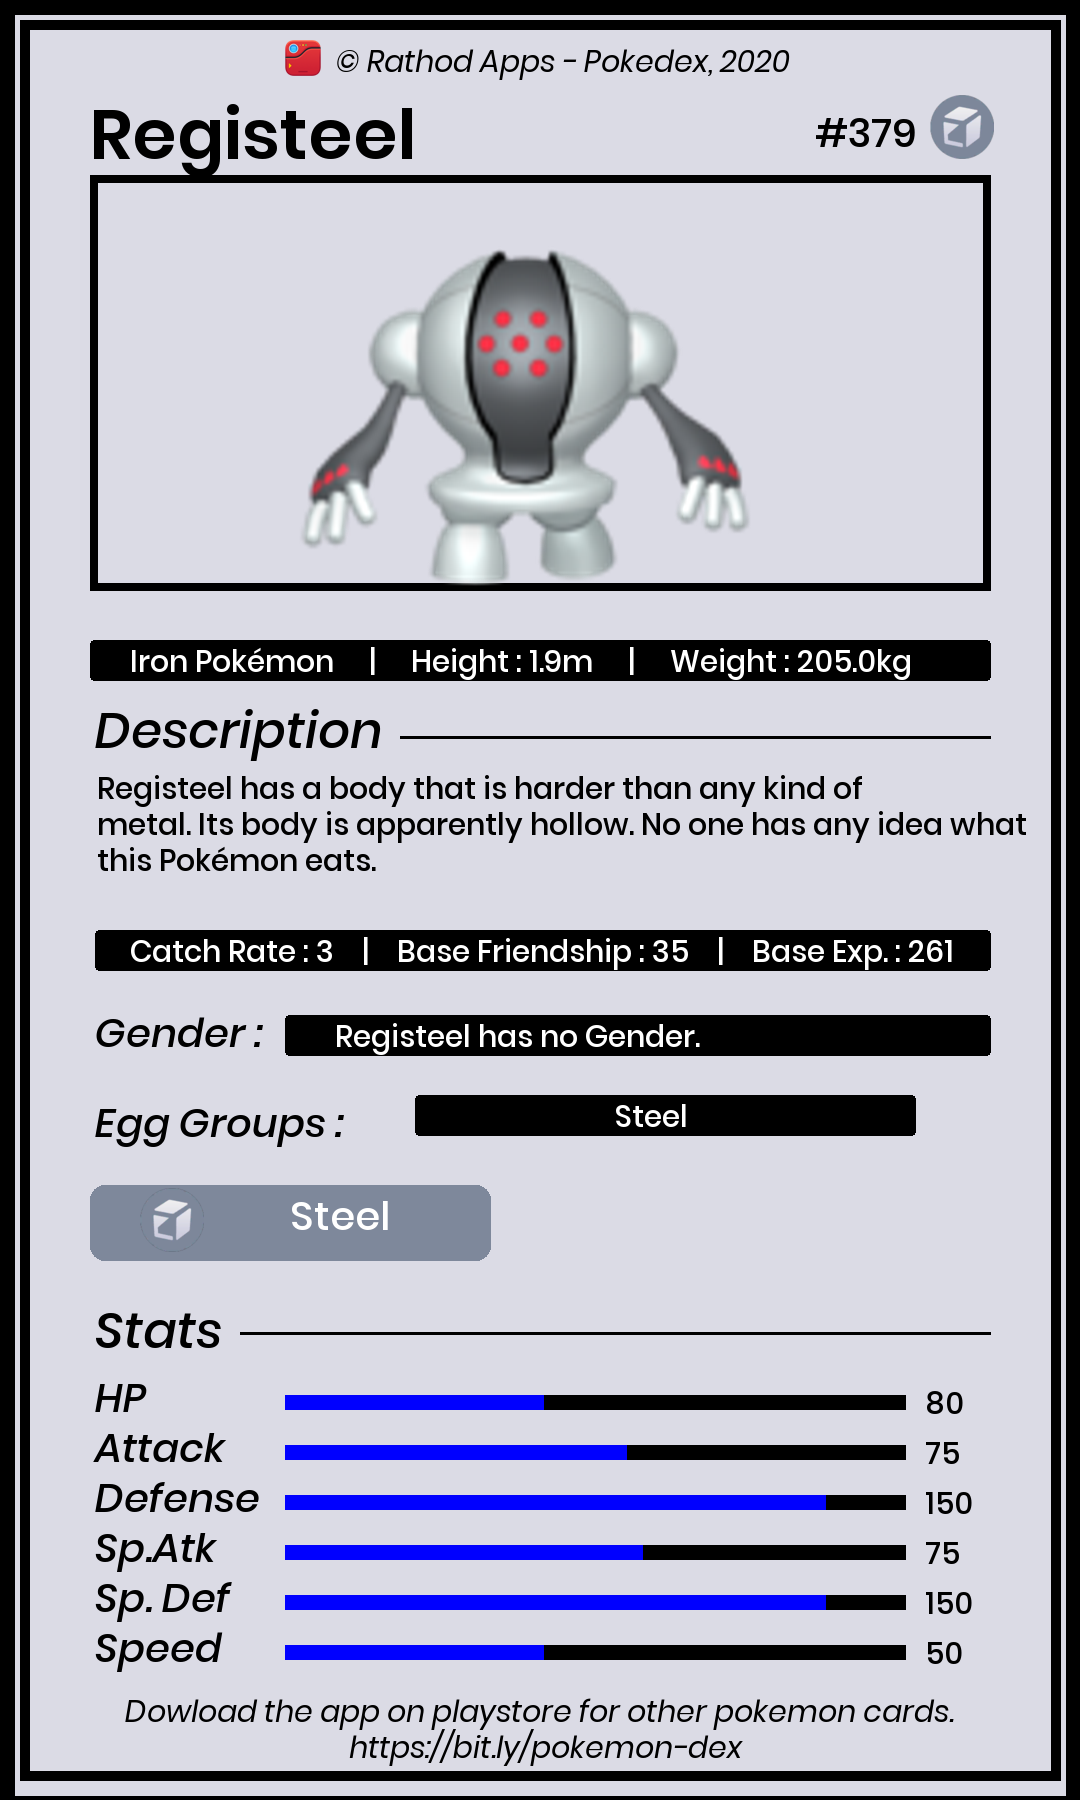 © Rathod Apps - Pokedex, 2020
Registeel #379
Iron Pokémon | Height : 1.9m | Weight : 205.0kg
Description
Registeel has a body that is harder than any kind of
metal. Its body is apparently hollow. No one has any idea what
this Pokémon eats.
Catch Rate : 3 | Base Friendship : 35 | Base Exp. : 261
Gender : Registeel has no Gender.
Egg Groups : Steel
Steel
Stats
HP 80
Attack 75
Defense 150
Sp.Atk 75
Sp. Def 150
Speed 50
Dowload the app on playstore for other pokemon cards.
https://bit.ly/pokemon-dex